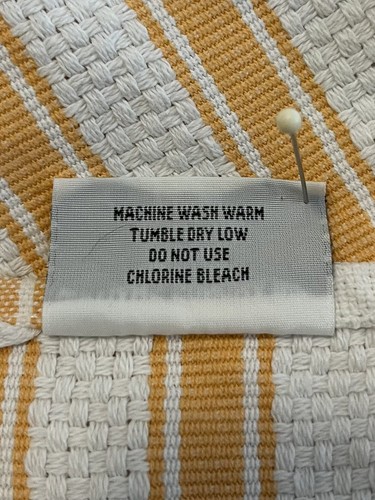 MACHINE WASH WARM
TUMBLE DRY LOW
DO NOT USE
CHLORINE BLEACH